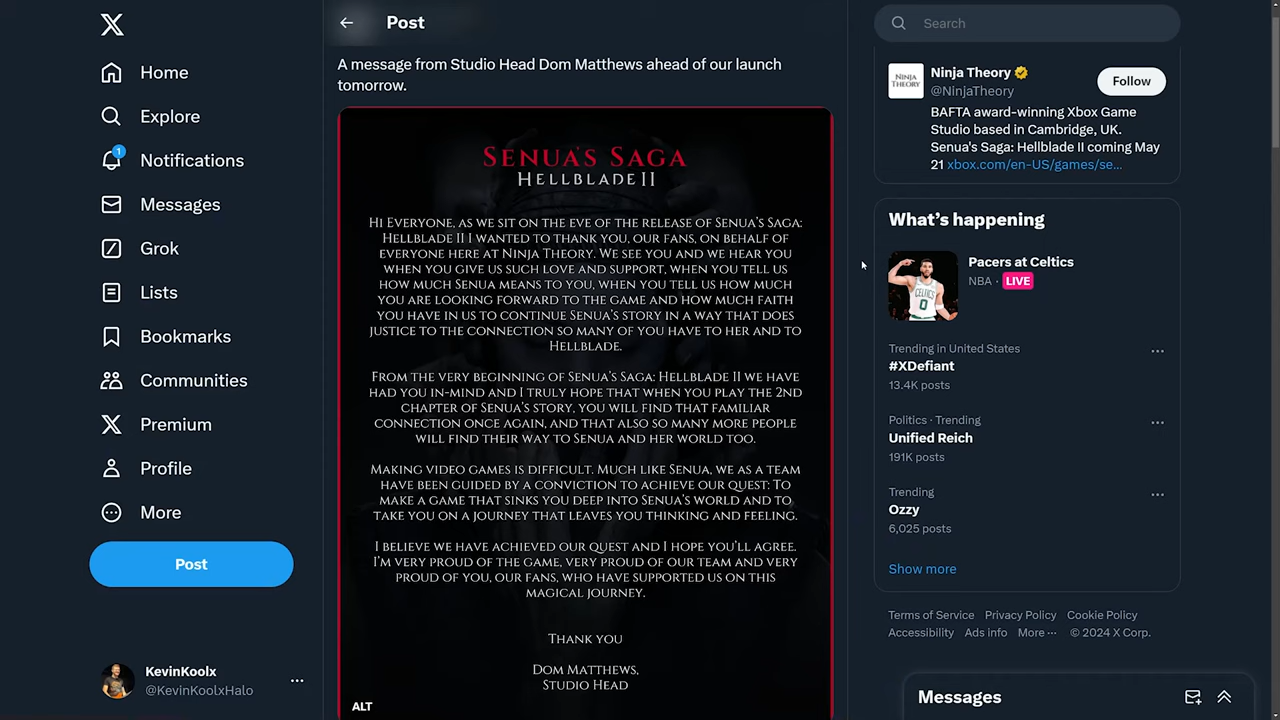 Home
Explore
1
Notifications
Messages
Grok
Lists
Bookmarks
Communities
Premium
Profile
More
Post
KevinKoolx
@KevinKoolxHalo
Post
A message from Studio Head Dom Matthews ahead of our launch
tomorrow.
SENUA'S SAGA
HELLBLADE II
Hi Everyone, as we sit on the eve of the release of Senua's Saga:
Hellblade II I wanted to thank you, our fans, on behalf of
everyone here at Ninja Theory. We see you and we hear you
when you give us such love and support, when you tell us
how much Senua means to you, when you tell us how much
you are looking forward to the game and how much faith
you have in us to continue Senua's story in a way that does
justice to the connection so many of you have to her and to
Hellblade.
From the very beginning of Senua's Saga: Hellblade II we have
had you in-mind and I truly hope that when you play the 2nd
chapter of Senua's story, you will find that familiar
connection once again, and that also so many more people
will find their way to Senua and her world too.
Making video games is difficult. Much like Senua, we as a team
have been guided by a conviction to achieve our quest: To
make a game that sinks you deep into Senua's world and to
take you on a journey that leaves you thinking and feeling.
I believe we have achieved our quest and I hope you'll agree.
I'm very proud of the game, very proud of our team and very
proud of you, our fans, who have supported us on this
magical journey.
Thank you
Dom Matthews,
Studio Head
ALT
Search
NINJA
THEORY
Ninja Theory
@NinjaTheory
Follow
BAFTA award-winning Xbox Game
Studio based in Cambridge, UK.
Senua's Saga: Hellblade II coming May
21 xbox.com/en-US/games/se...
What's happening
CELTICS
0
Pacers at Celtics
NBA · LIVE
Trending in United States
#XDefiant
13.4K posts
Politics · Trending
Unified Reich
191K posts
Trending
Ozzy
6,025 posts
Show more
Terms of Service Privacy Policy Cookie Policy
Accessibility Ads info More ··· © 2024 X Corp.
Messages